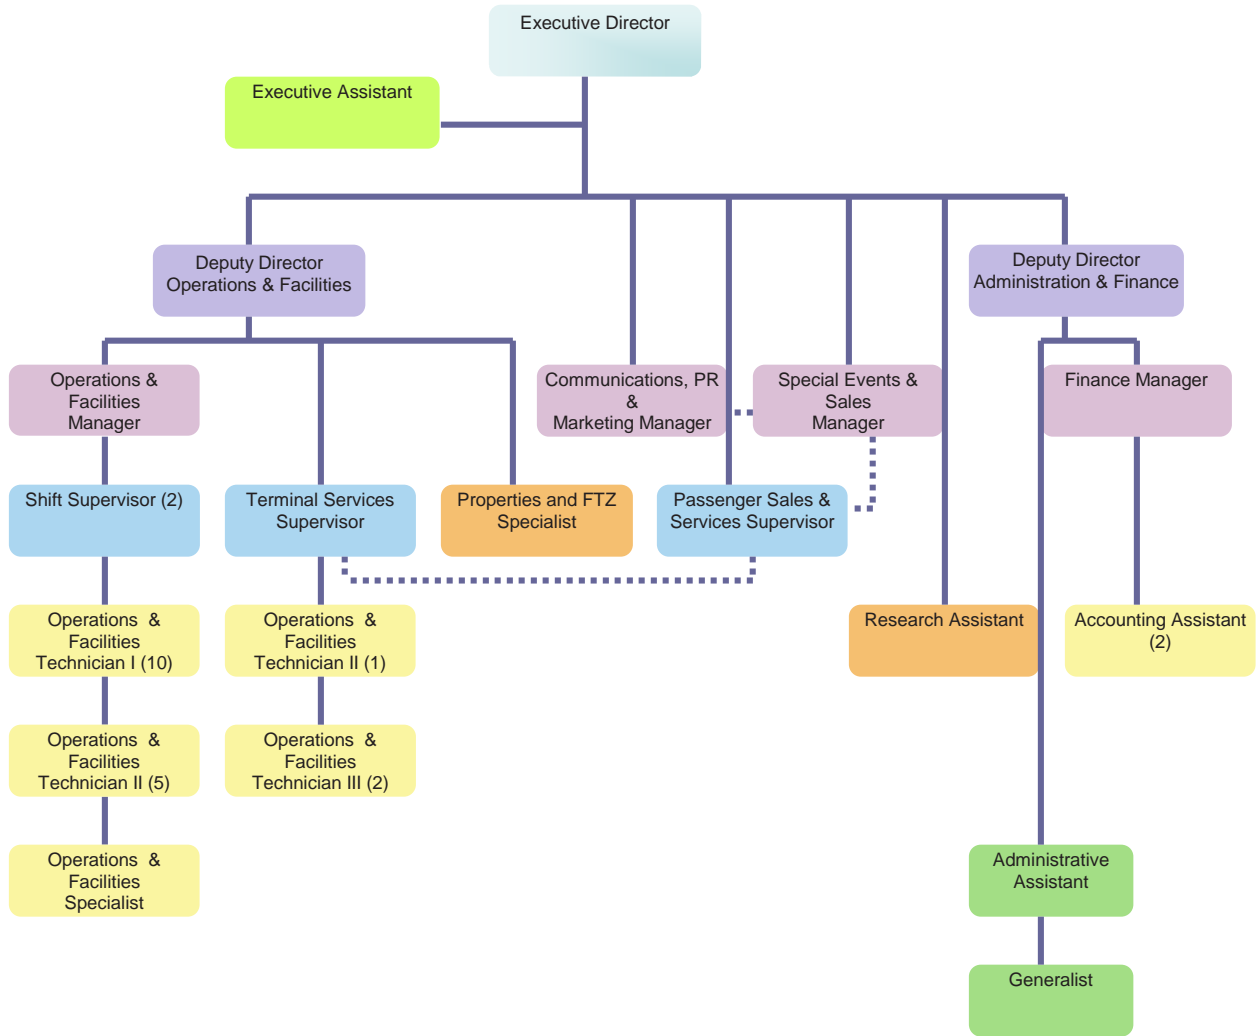 Executive Director
Executive Assistant
Deputy Director
Operations & Facilities
Deputy Director
Administration & Finance
Operations &
Facilities
Manager
Communications, PR
&
Marketing Manager
Special Events &
Sales
Manager
Finance Manager
Shift Supervisor (2)
Terminal Services
Supervisor
Properties and FTZ
Specialist
Passenger Sales &
Services Supervisor
Operations &
Facilities
Technician I (10)
Operations &
Facilities
Technician II (1)
Research Assistant
Accounting Assistant
(2)
Operations &
Facilities
Technician II (5)
Operations &
Facilities
Technician III (2)
Operations &
Facilities
Specialist
Administrative
Assistant
Generalist